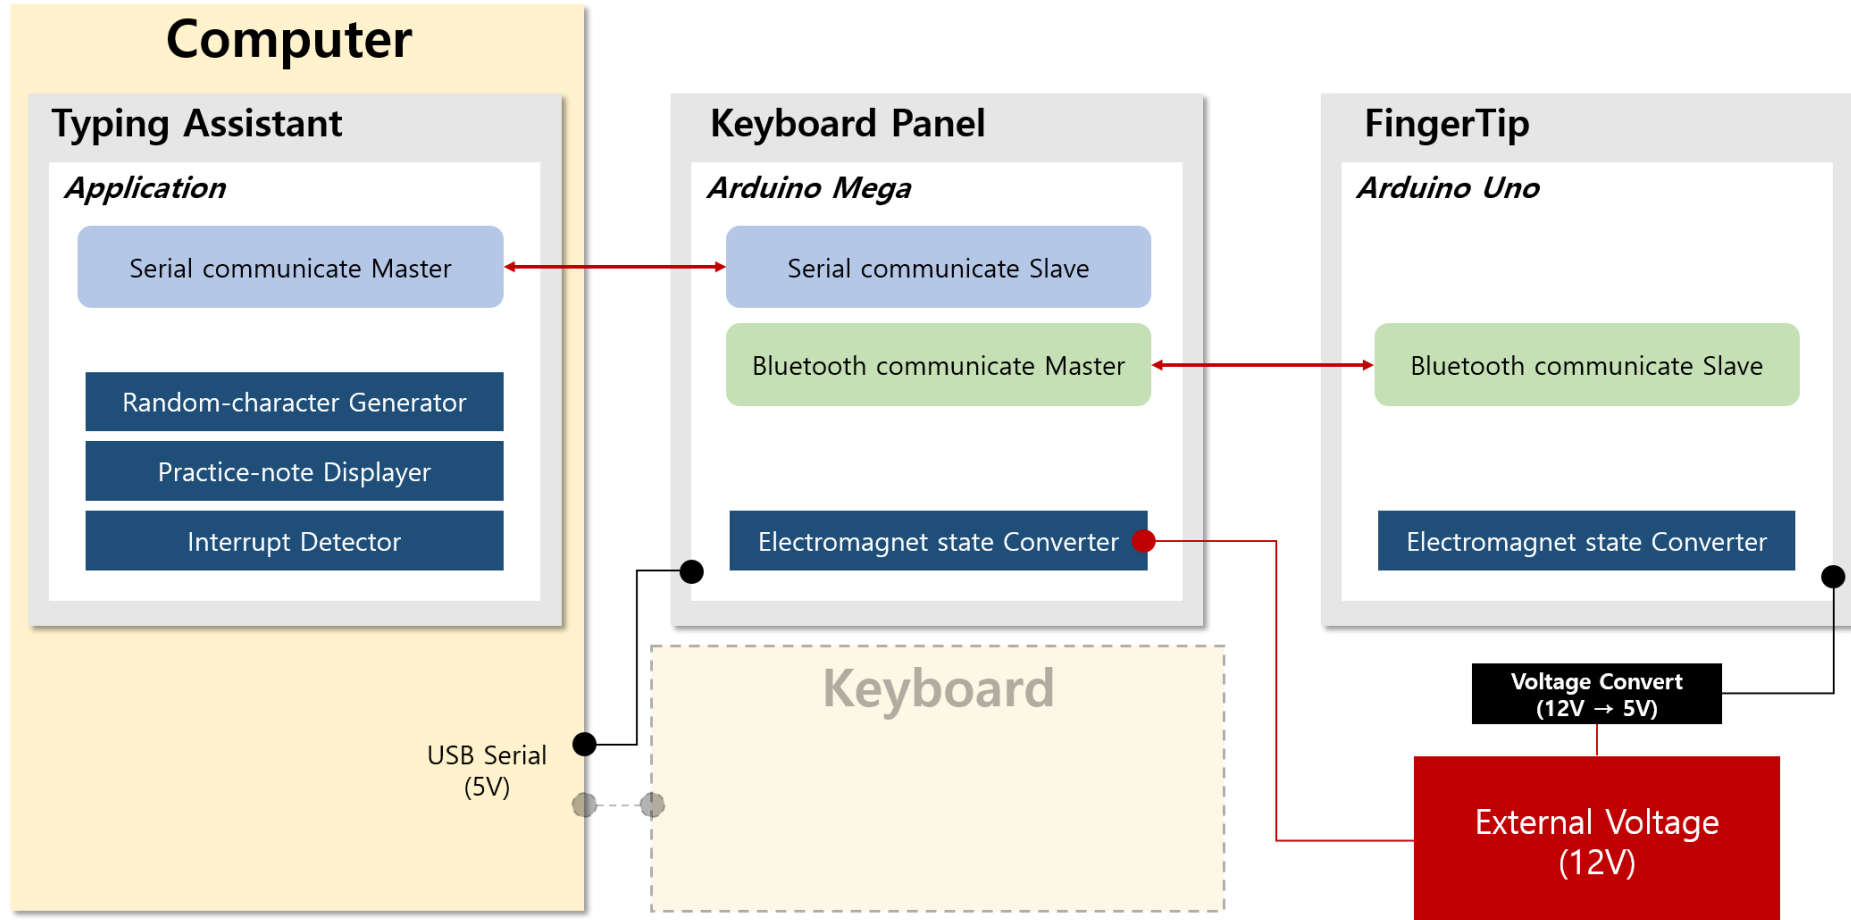 Computer
Typing Assistant
Application
Serial communicate Master
Random-character Generator
Practice-note Displayer
Interrupt Detector
USB Serial
(5V)
Keyboard Panel
Arduino Mega
Serial communicate Slave
Bluetooth communicate Master
Electromagnet state Converter
Keyboard
FingerTip
Arduino Uno
Bluetooth communicate Slave
Electromagnet state Converter
Voltage Convert
(12V → 5V)
External Voltage
(12V)